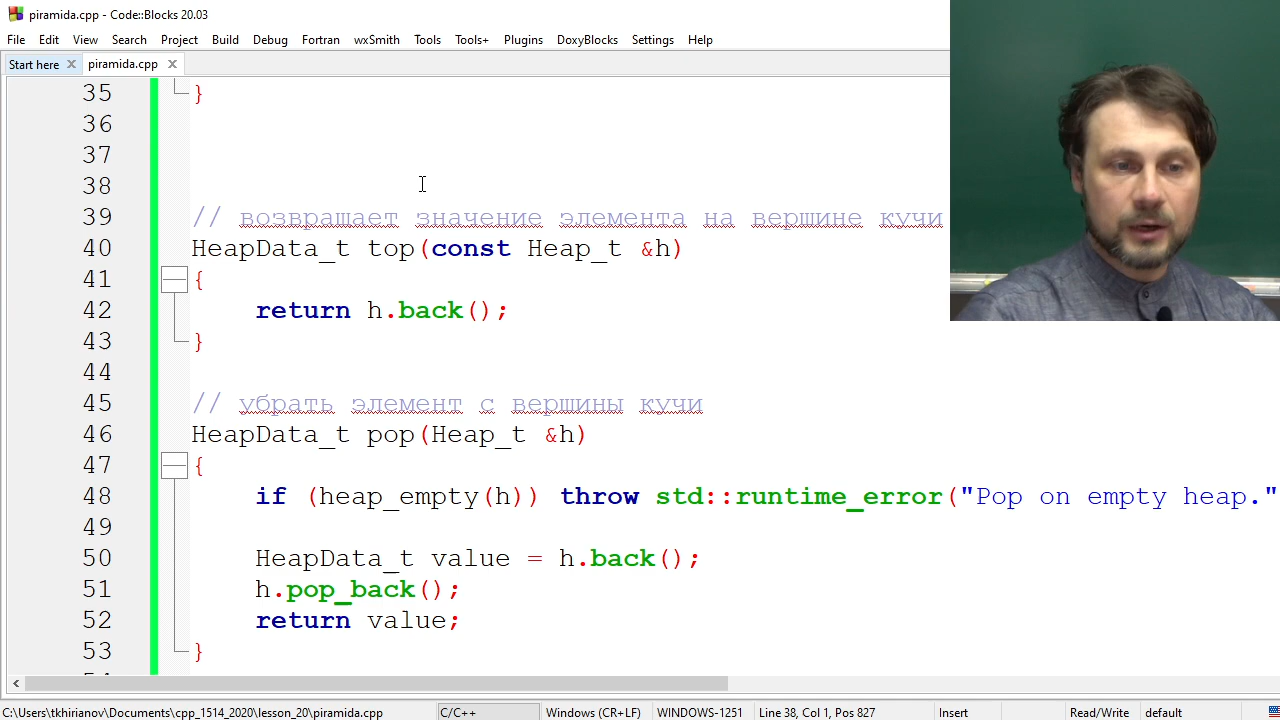 piramida.cpp - Code::Blocks 20.03
File Edit View Search Project Build Debug Fortran wxSmith Tools Tools+ Plugins DoxyBlocks Settings Help
Start here piramida.cpp
35 }
36
37
38
39 // возвращает значение элемента на вершине кучи
40 HeapData_t top(const Heap_t &h)
41 {
42 return h.back();
43 }
44
45 // убрать элемент с вершины кучи
46 HeapData_t pop(Heap_t &h)
47 {
48 if (heap_empty(h)) throw std::runtime_error("Pop on empty heap."
49
50 HeapData_t value = h.back();
51 h.pop_back();
52 return value;
53 }
C:\Users\tkhirianov\Documents\cpp_1514_2020\lesson_20\piramida.cpp C/C++ Windows (CR+LF) WINDOWS-1251 Line 38, Col 1, Pos 827 Insert Read/Write default